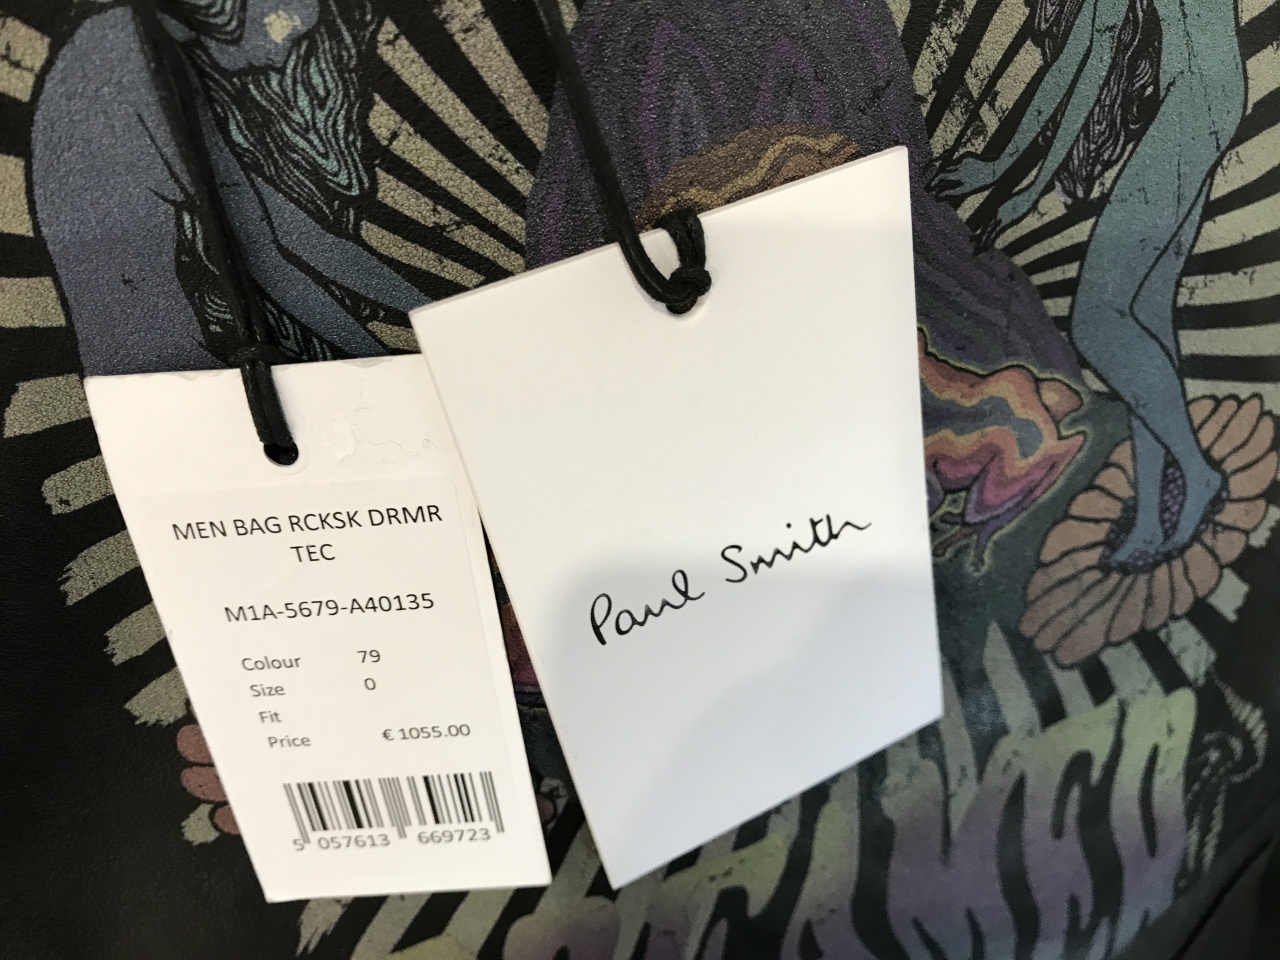 MEN BAG RCKSK DRMR
TEC
M1A-5679-A40135
Colour 79
Size 0
Fit
Price € 1055.00
5 057613 669723
Paul Smith